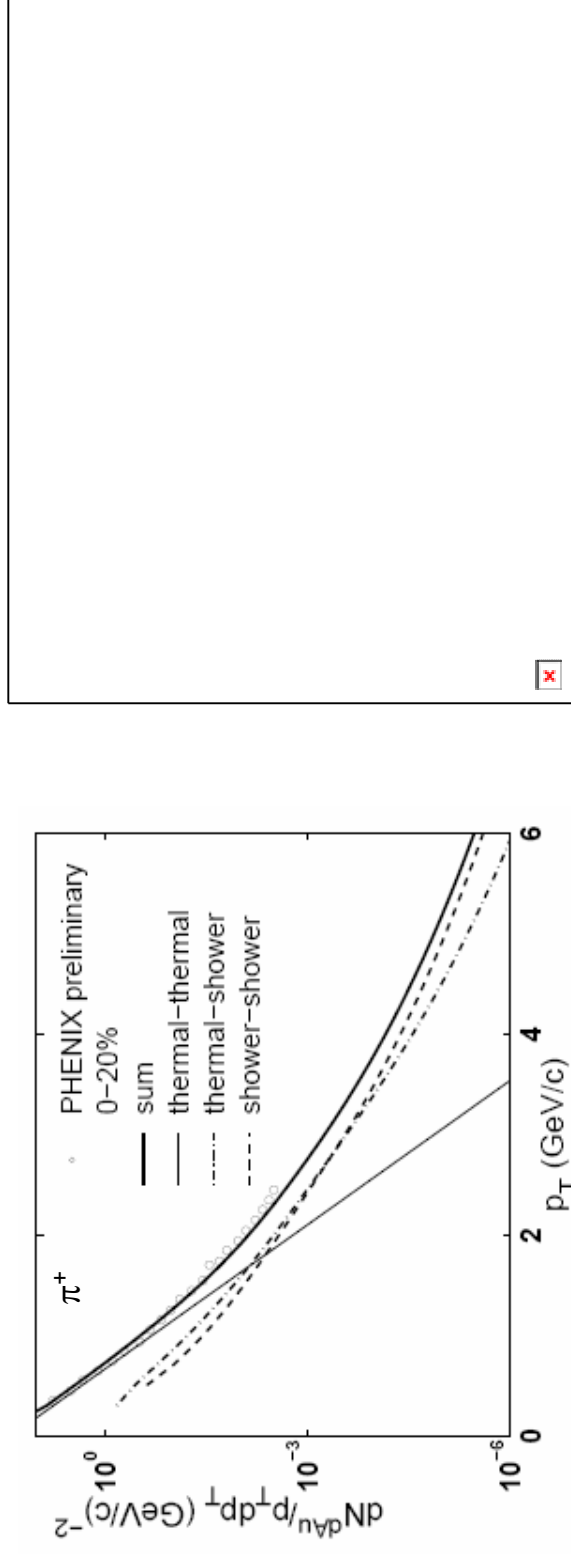 π+
PHENIX preliminary
0-20%
sum
thermal-thermal
thermal-shower
shower-shower
10^0
10^-3
10^-6
dN^dAu/p_Tdp_T (GeV/c)^-2
0
2
4
6
p_T (GeV/c)